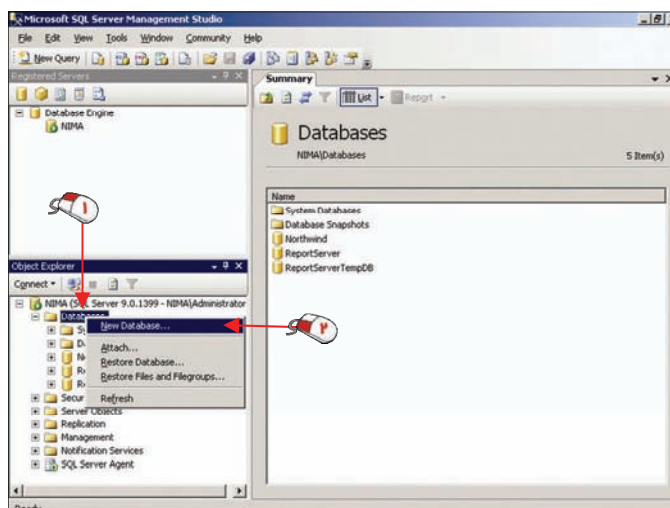 Microsoft SQL Server Management Studio
File Edit View Tools Window Community Help
New Query
Registered Servers
Database Engine
NIMA
Summary
List Report
Databases
NIMA\Databases 5 Item(s)
Name
System Databases
Database Snapshots
Northwind
ReportServer
ReportServerTempDB
۱
Object Explorer
Connect
NIMA (SQL Server 9.0.1399 - NIMA\Administrator
Databases
New Database...
۲
Attach...
Restore Database...
Restore Files and Filegroups...
Refresh
Secur
Server Objects
Replication
Management
Notification Services
SQL Server Agent